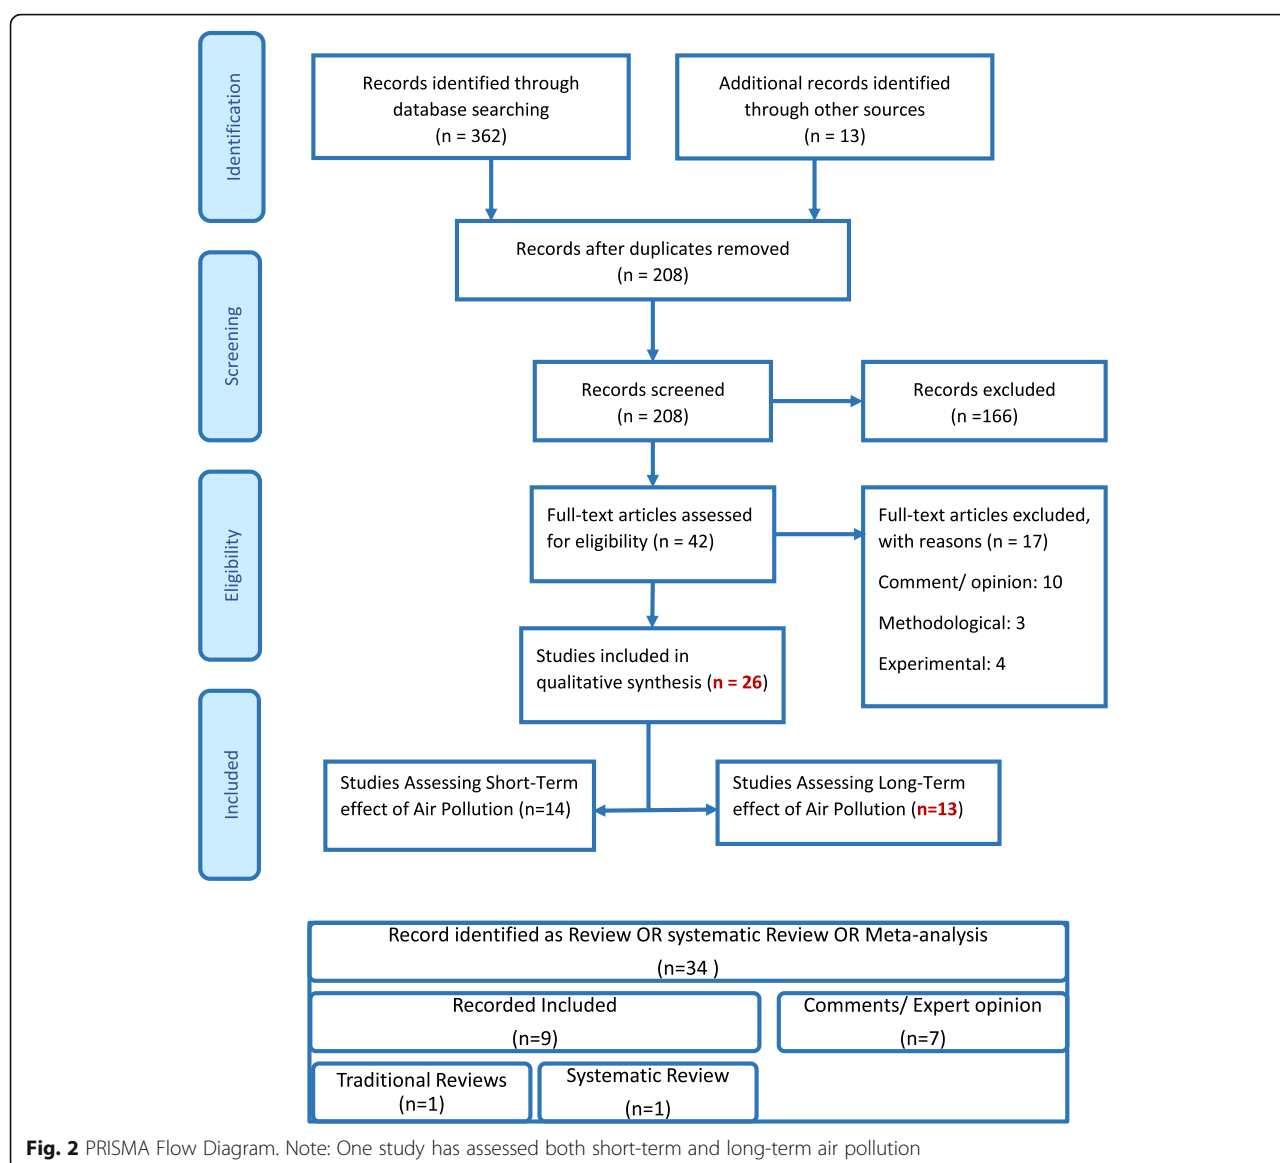 Identification
Records identified through
database searching
(n = 362)
Additional records identified
through other sources
(n = 13)
Records after duplicates removed
(n = 208)
Screening
Records screened
(n = 208)
Records excluded
(n =166)
Eligibility
Full-text articles assessed
for eligibility (n = 42)
Full-text articles excluded,
with reasons (n = 17)
Comment/ opinion: 10
Methodological: 3
Experimental: 4
Studies included in
qualitative synthesis (n = 26)
Included
Studies Assessing Short-Term
effect of Air Pollution (n=14)
Studies Assessing Long-Term
effect of Air Pollution (n=13)
Record identified as Review OR systematic Review OR Meta-analysis
(n=34 )
Recorded Included
(n=9)
Comments/ Expert opinion
(n=7)
Traditional Reviews
(n=1)
Systematic Review
(n=1)
Fig. 2 PRISMA Flow Diagram. Note: One study has assessed both short-term and long-term air pollution